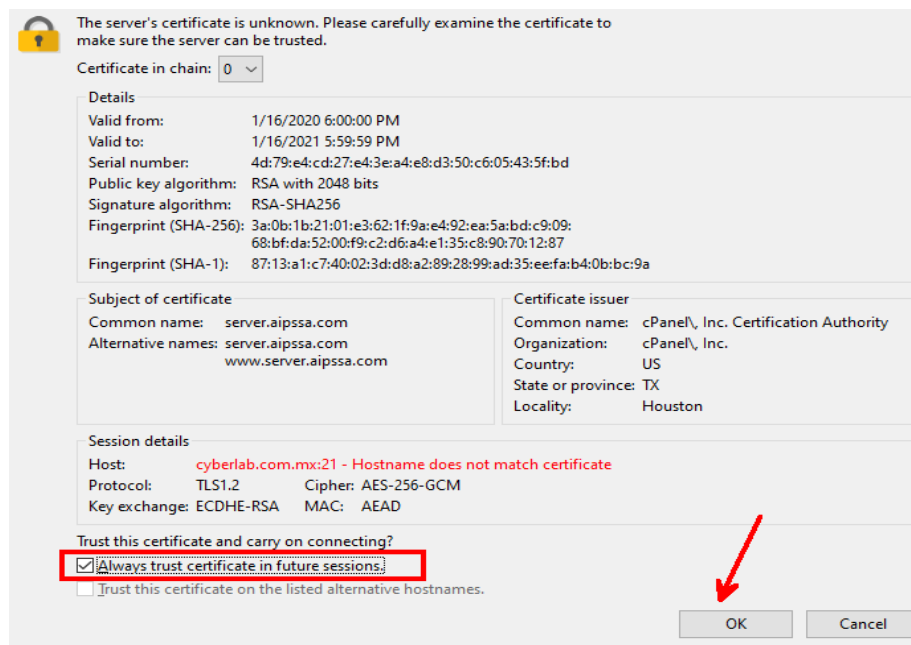 The server's certificate is unknown. Please carefully examine the certificate to
make sure the server can be trusted.
Certificate in chain: 0
Details
Valid from: 1/16/2020 6:00:00 PM
Valid to: 1/16/2021 5:59:59 PM
Serial number: 4d:79:e4:cd:27:e4:3e:a4:e8:d3:50:c6:05:43:5f:bd
Public key algorithm: RSA with 2048 bits
Signature algorithm: RSA-SHA256
Fingerprint (SHA-256): 3a:0b:1b:21:01:e3:62:1f:9a:e4:92:ea:5a:bd:c9:09:
68:bf:da:52:00:f9:c2:d6:a4:e1:35:c8:90:70:12:87
Fingerprint (SHA-1): 87:13:a1:c7:40:02:3d:d8:a2:89:28:99:ad:35:ee:fa:b4:0b:bc:9a
Subject of certificate
Common name: server.aipssa.com
Alternative names: server.aipssa.com
www.server.aipssa.com
Certificate issuer
Common name: cPanel\, Inc. Certification Authority
Organization: cPanel\, Inc.
Country: US
State or province: TX
Locality: Houston
Session details
Host: cyberlab.com.mx:21 - Hostname does not match certificate
Protocol: TLS1.2 Cipher: AES-256-GCM
Key exchange: ECDHE-RSA MAC: AEAD
Trust this certificate and carry on connecting?
Always trust certificate in future sessions.
Trust this certificate on the listed alternative hostnames.
OK Cancel